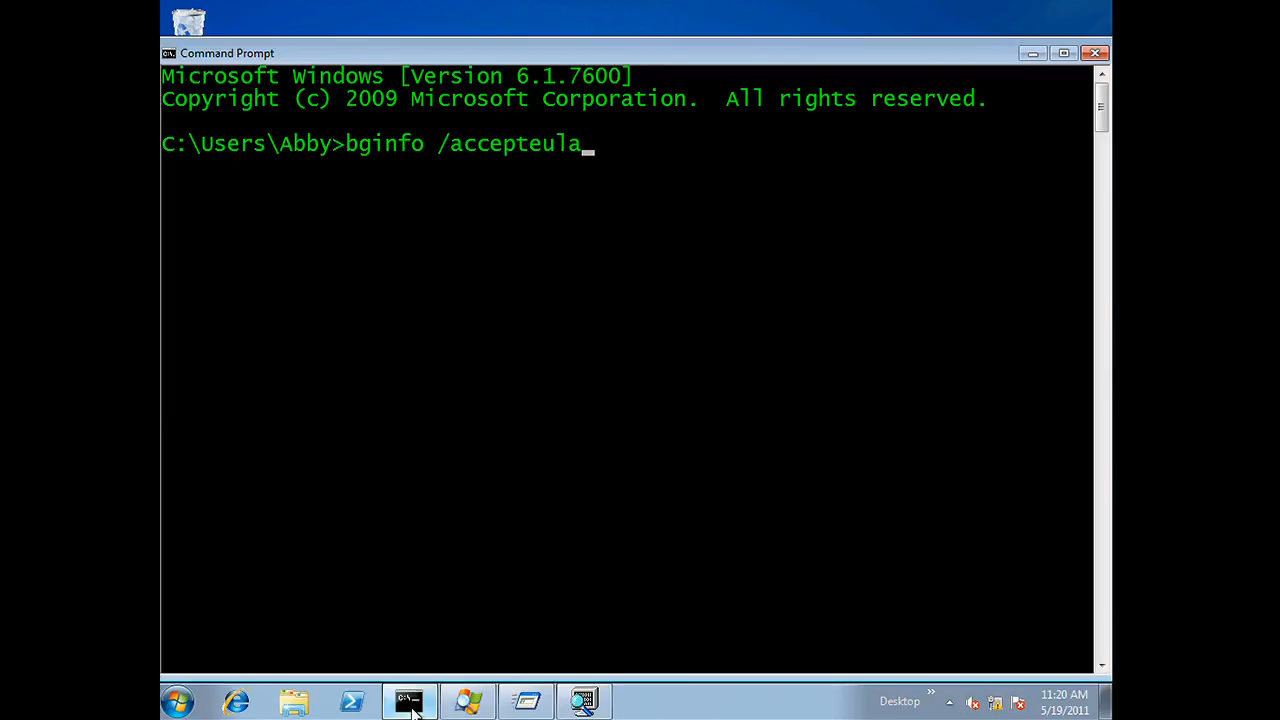 Command Prompt
Microsoft Windows [Version 6.1.7600]
Copyright (c) 2009 Microsoft Corporation.  All rights reserved.
C:\Users\Abby>bginfo /accepteula_
C:\.
Desktop
11:20 AM
5/19/2011